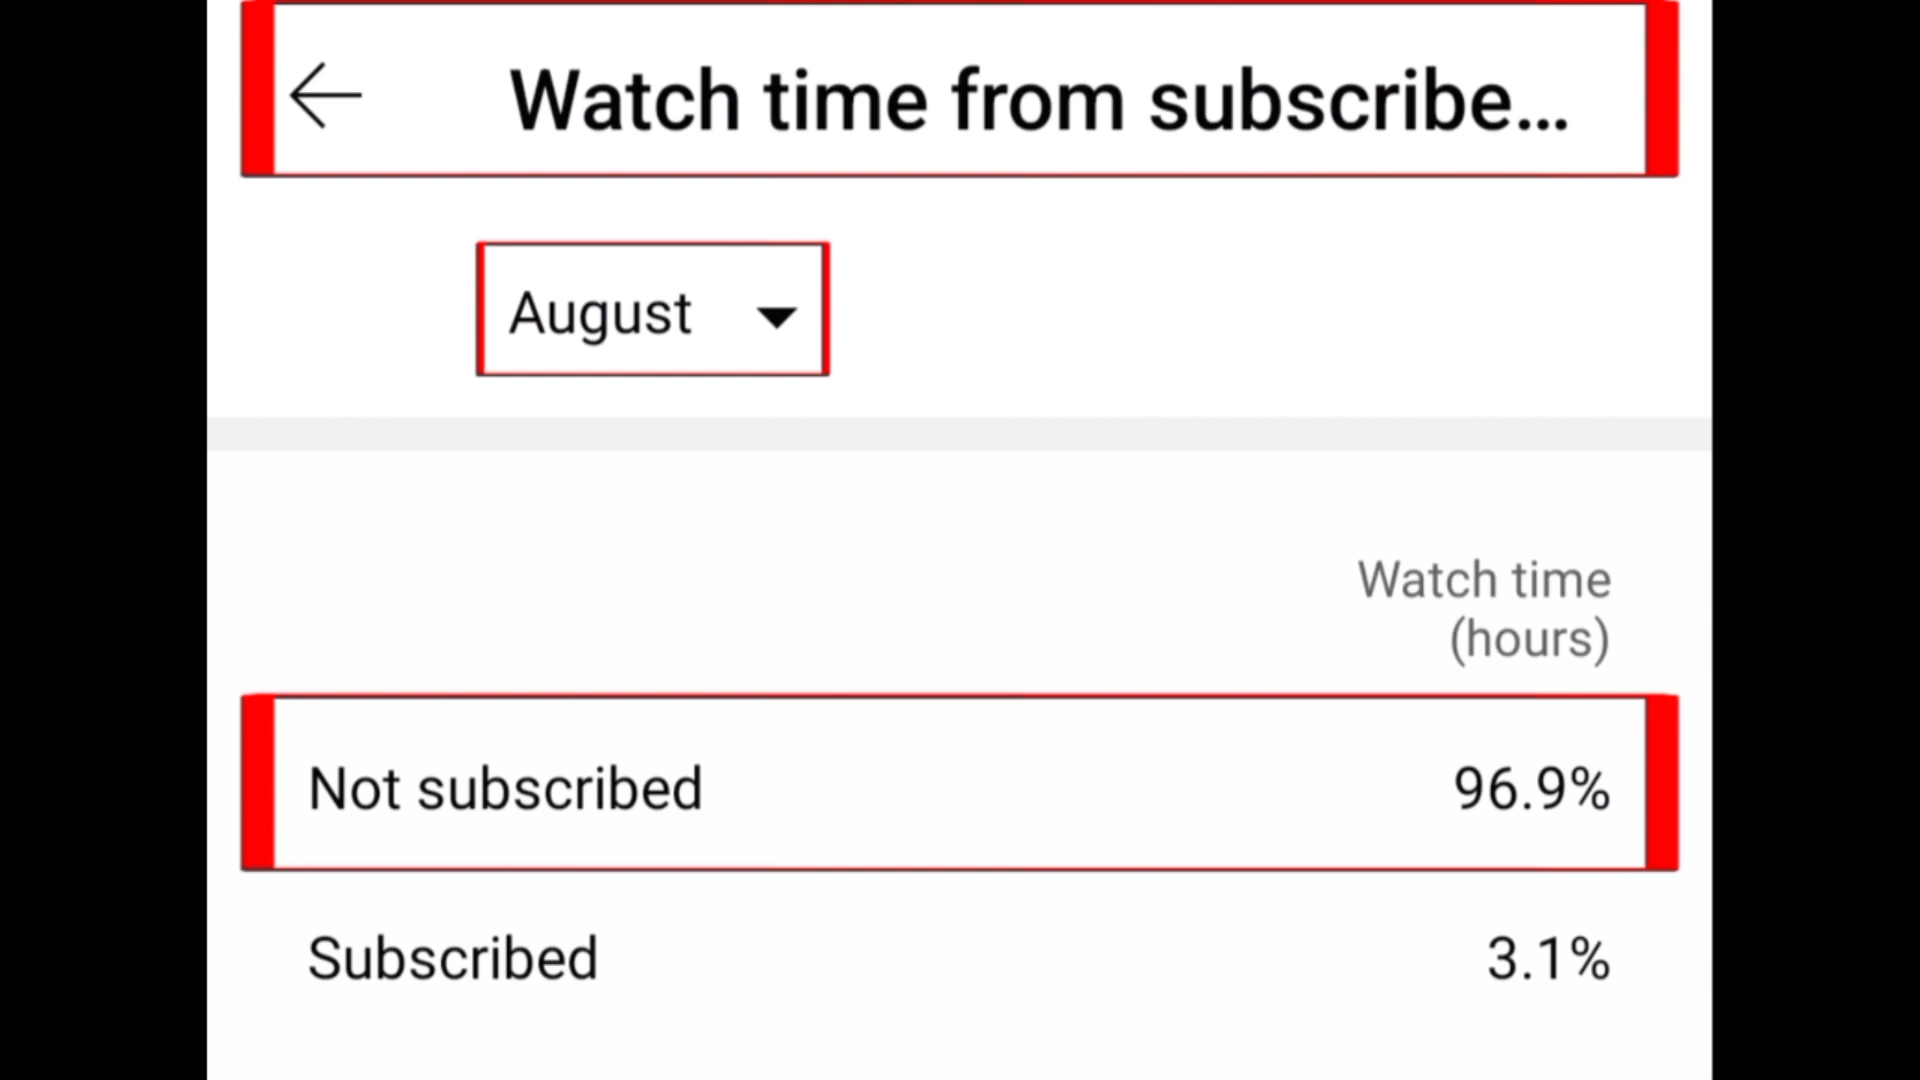 Watch time from subscribe...
August
Watch time
(hours)
Not subscribed 96.9%
Subscribed 3.1%